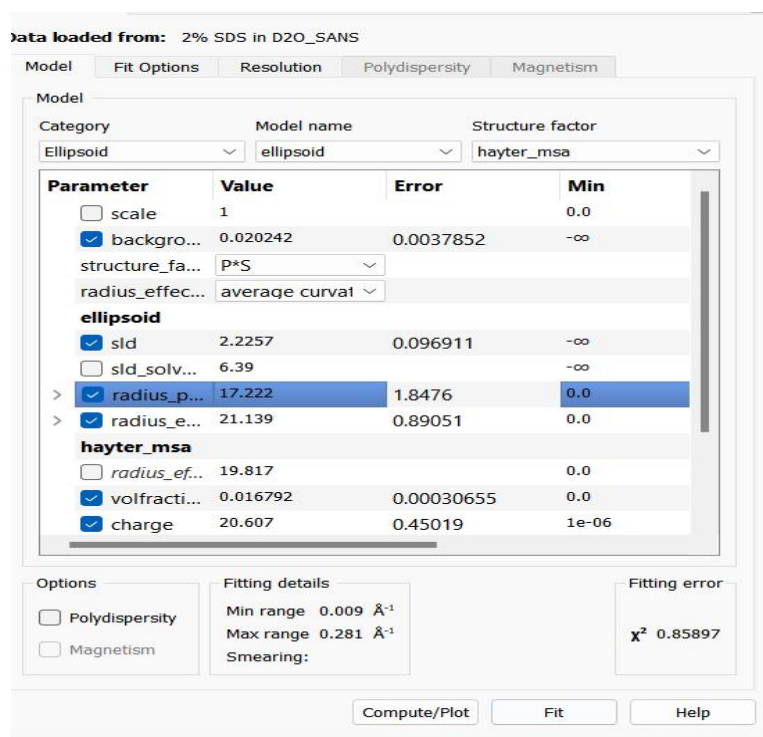 Data loaded from: 2% SDS in D2O_SANS
Model Fit Options Resolution Polydispersity Magnetism
Model
Category Model name Structure factor
Ellipsoid ellipsoid hayter_msa
Parameter Value Error Min
scale 1 0.0
backgro... 0.020242 0.0037852 -∞
structure_fa... P*S
radius_effec... average curvat
ellipsoid
sld 2.2257 0.096911 -∞
sld_solv... 6.39 -∞
> radius_p... 17.222 1.8476 0.0
> radius_e... 21.139 0.89051 0.0
hayter_msa
radius_ef... 19.817 0.0
volfracti... 0.016792 0.00030655 0.0
charge 20.607 0.45019 1e-06
Options Fitting details Fitting error
Polydispersity Min range 0.009 Å⁻¹
Max range 0.281 Å⁻¹ χ² 0.85897
Magnetism Smearing:
Compute/Plot Fit Help